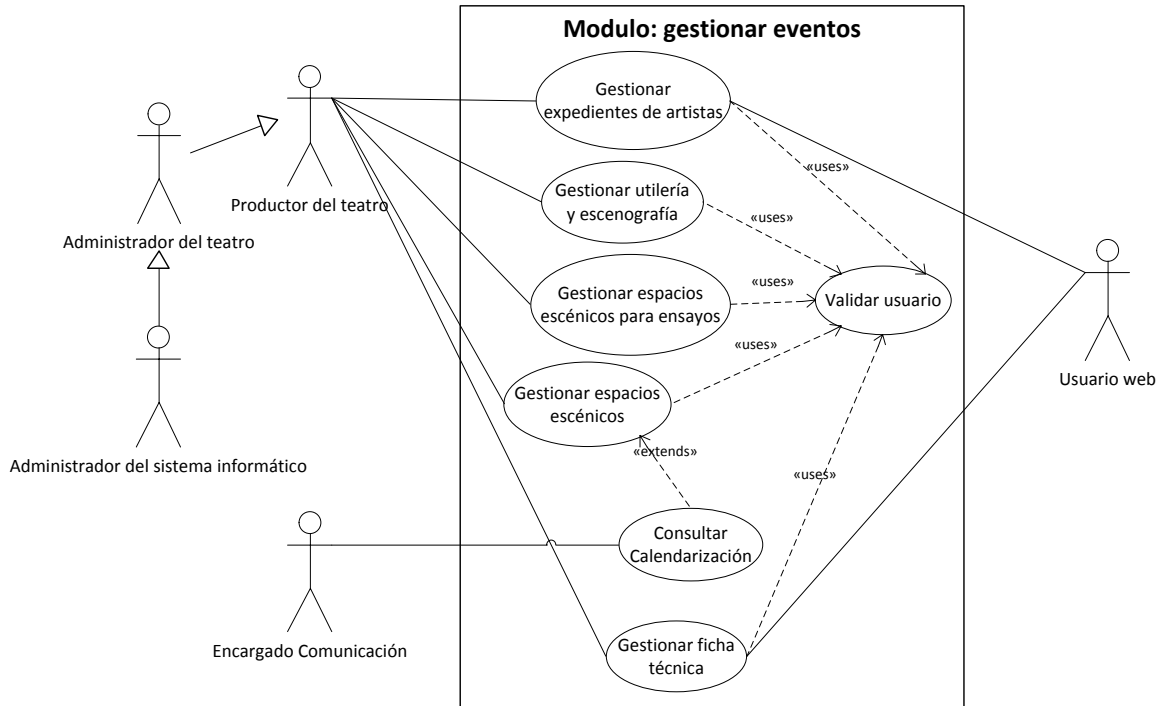 Modulo: gestionar eventos
Gestionar
expedientes de artistas
«uses»
Productor del teatro
Gestionar utilería
y escenografía
«uses»
Administrador del teatro
Gestionar espacios
escénicos para ensayos
«uses»
Validar usuario
«uses»
Usuario web
Gestionar espacios
escénicos
Administrador del sistema informático
«extends»
«uses»
Consultar
Calendarización
Encargado Comunicación
Gestionar ficha
técnica